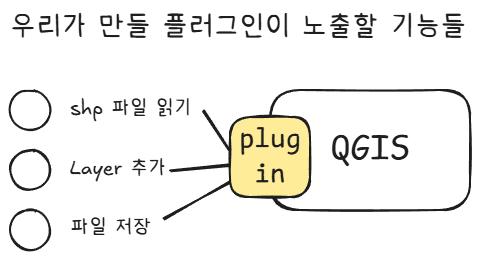 우리가 만들 플러그인이 노출할 기능들
shp 파일 읽기
Layer 추가
파일 저장
plug
in
QGIS